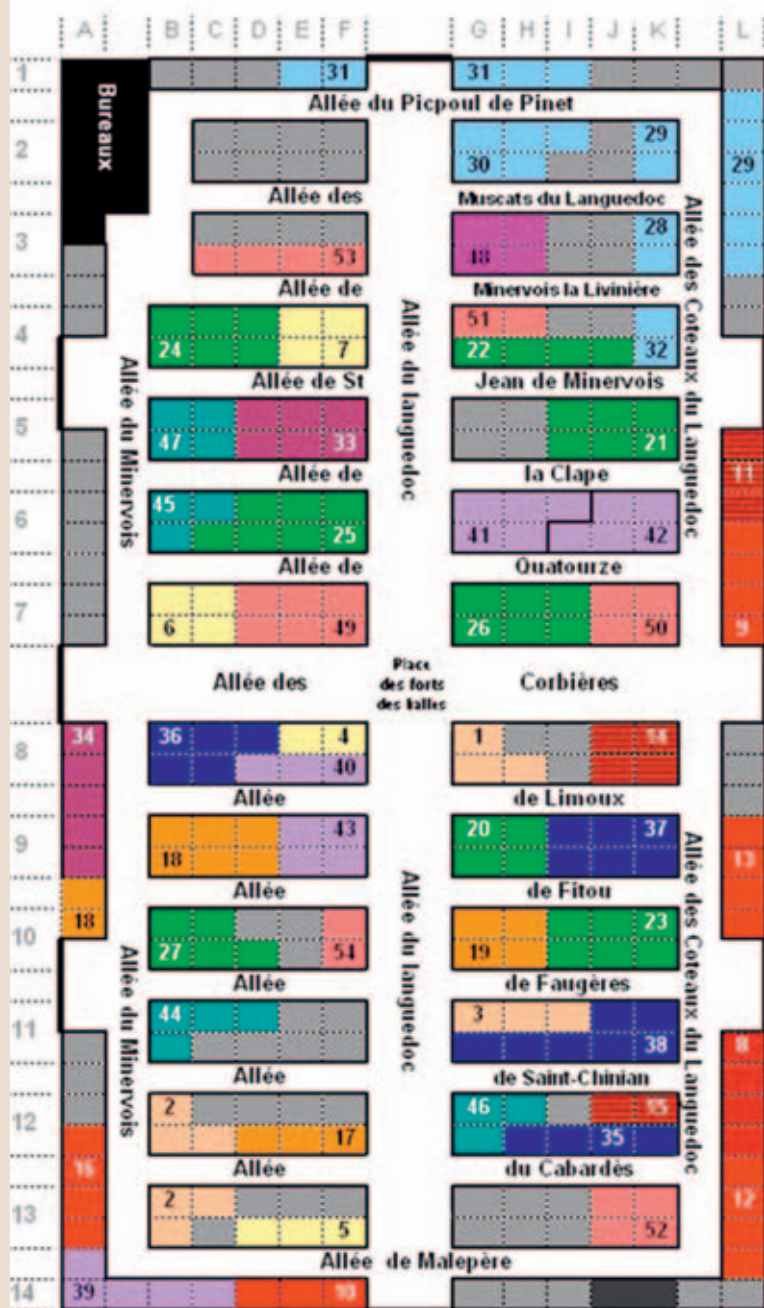 A B C D E F G H I J K L
1 31 31
Bureaux
Allée du Picpoul de Pinet
2 29
30 29
Allée des Muscats du Languedoc
3 28
53 48
Allée de Minervois la Livinière
Allée des Coteaux du Languedoc
Allée du languedoc
4 51
24 7 22 32
Allée de St Jean de Minervois
Allée du Minervois
5 47 33 21
11
Allée de la Clape
6 45
25 41 42
Allée de Quatourze
7 6 49 26 50 9
Allée des Corbières
Place
des forts
des halles
8 34 36 4 1 14
40
Allée de Limoux
9 43 20 37
18 13
Allée de Fitou
Allée des Coteaux du Languedoc
Allée du languedoc
18 23
10 27 54 19
Allée de Faugères
Allée du Minervois
11 44 3 8
38
Allée de Saint-Chinian
12 2 46 15
17 35
16
Allée du Cabardès
13 2 12
5 52
Allée de Malepère
14 39 10